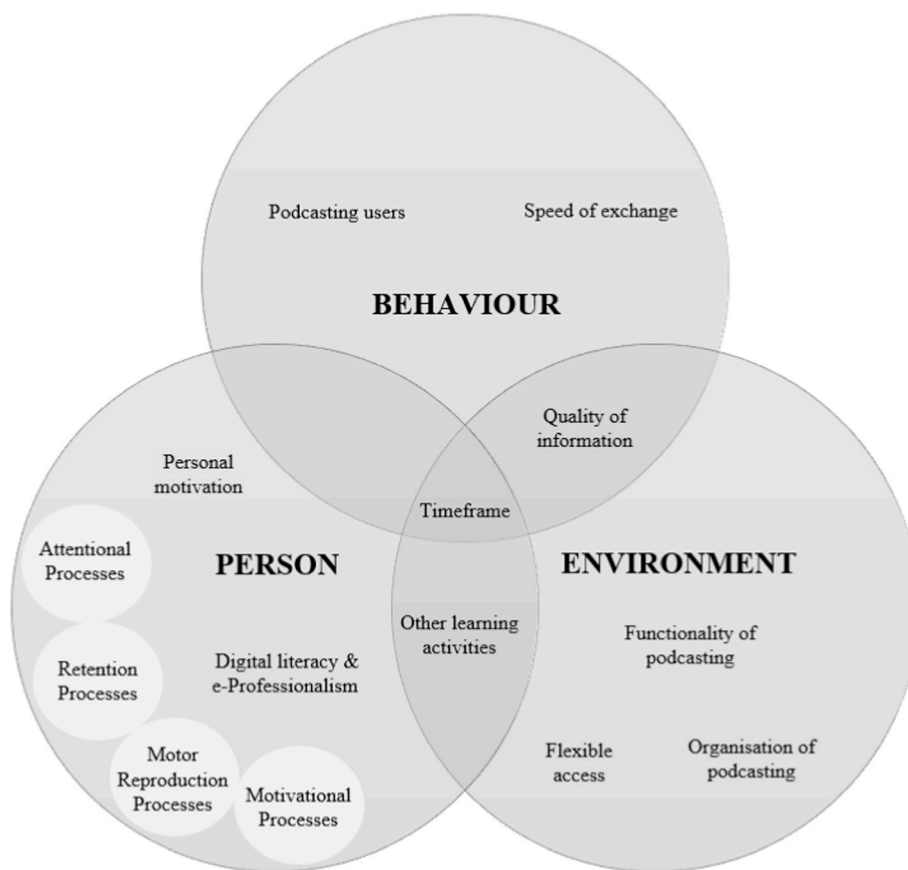 Podcasting users
Speed of exchange
BEHAVIOUR
Quality of
information
Personal
motivation
Timeframe
Attentional
Processes
PERSON
ENVIRONMENT
Other learning
activities
Functionality of
podcasting
Retention
Processes
Digital literacy &
e-Professionalism
Motor
Reproduction
Processes
Motivational
Processes
Flexible
access
Organisation of
podcasting